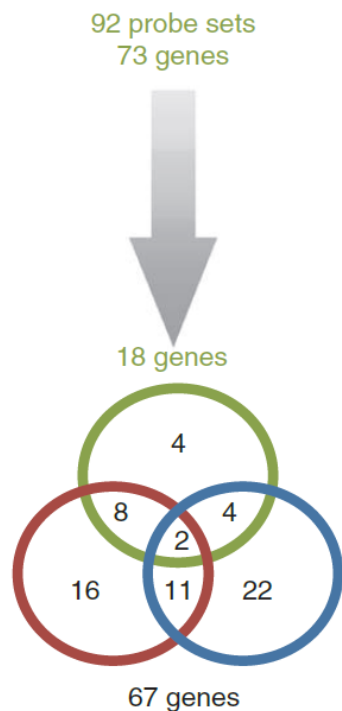 92 probe sets
73 genes
18 genes
4
8
4
2
16
11
22
67 genes